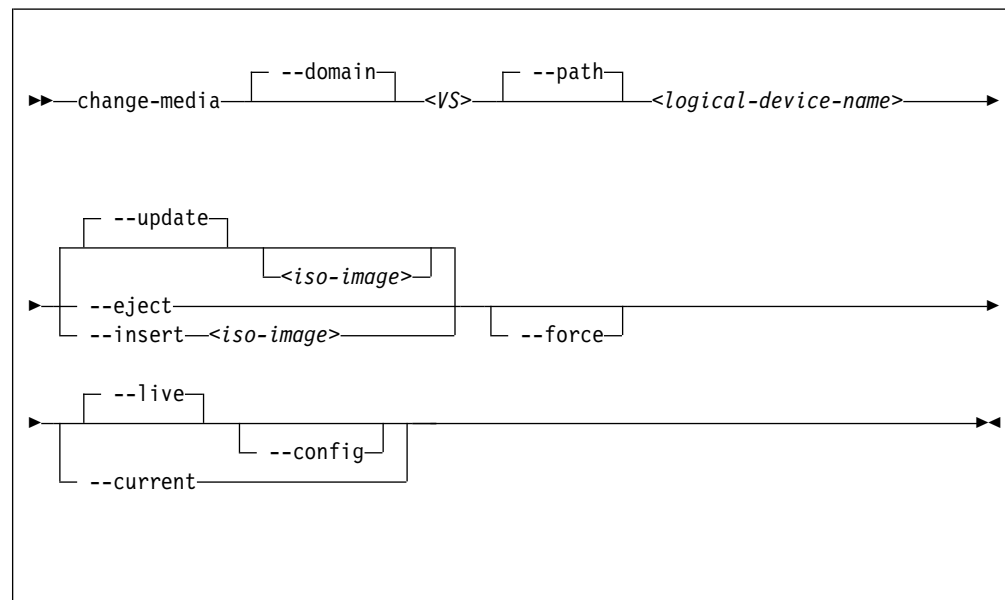 --domain --path
change-media <VS> <logical-device-name>
--update
<iso-image>
--eject
--insert <iso-image>
--force
--live
--config
--current